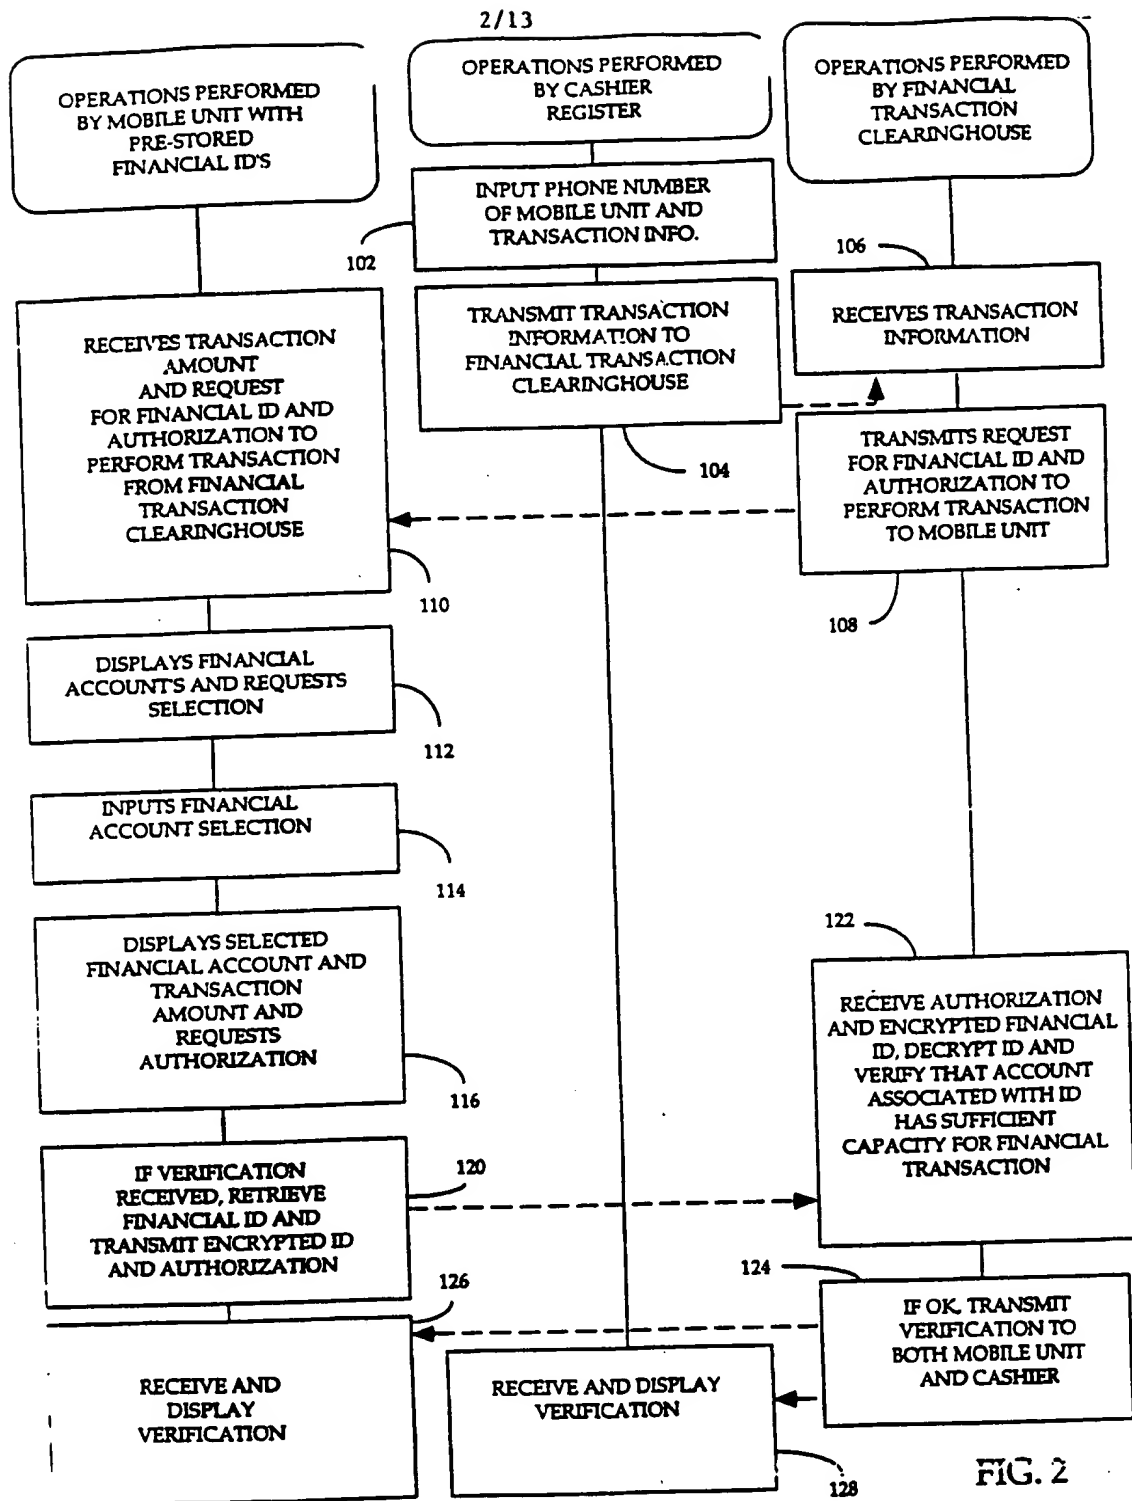 2/13
OPERATIONS PERFORMED
BY MOBILE UNIT WITH
PRE-STORED
FINANCIAL ID'S
OPERATIONS PERFORMED
BY CASHIER
REGISTER
OPERATIONS PERFORMED
BY FINANCIAL
TRANSACTION
CLEARINGHOUSE
INPUT PHONE NUMBER
OF MOBILE UNIT AND
TRANSACTION INFO.
102
106
RECEIVES TRANSACTION
AMOUNT
AND REQUEST
FOR FINANCIAL ID AND
AUTHORIZATION TO
PERFORM TRANSACTION
FROM FINANCIAL
TRANSACTION
CLEARINGHOUSE
110
TRANSMIT TRANSACTION
INFORMATION TO
FINANCIAL TRANSACTION
CLEARINGHOUSE
104
RECEIVES TRANSACTION
INFORMATION
TRANSMITS REQUEST
FOR FINANCIAL ID AND
AUTHORIZATION TO
PERFORM TRANSACTION
TO MOBILE UNIT
108
DISPLAYS FINANCIAL
ACCOUNTS AND REQUESTS
SELECTION
112
INPUTS FINANCIAL
ACCOUNT SELECTION
114
DISPLAYS SELECTED
FINANCIAL ACCOUNT AND
TRANSACTION
AMOUNT AND
REQUESTS
AUTHORIZATION
116
122
RECEIVE AUTHORIZATION
AND ENCRYPTED FINANCIAL
ID, DECRYPT ID AND
VERIFY THAT ACCOUNT
ASSOCIATED WITH ID
HAS SUFFICIENT
CAPACITY FOR FINANCIAL
TRANSACTION
IF VERIFICATION
RECEIVED, RETRIEVE
FINANCIAL ID AND
TRANSMIT ENCRYPTED ID
AND AUTHORIZATION
120
124
IF OK, TRANSMIT
VERIFICATION TO
BOTH MOBILE UNIT
AND CASHIER
126
RECEIVE AND
DISPLAY
VERIFICATION
RECEIVE AND DISPLAY
VERIFICATION
128
FIG. 2